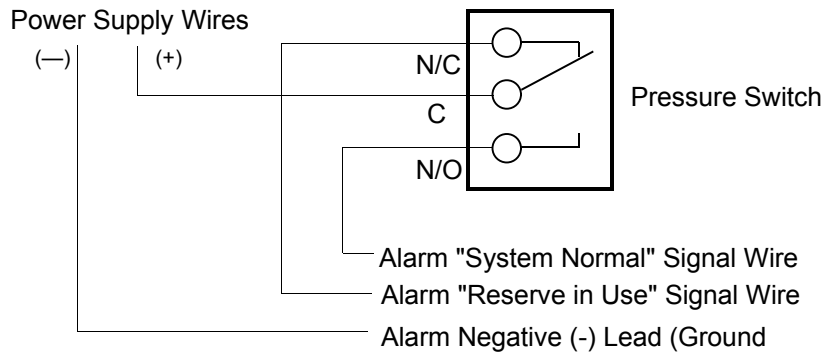 Power Supply Wires
(—) (+)
N/C
C
N/O
Pressure Switch
Alarm "System Normal" Signal Wire
Alarm "Reserve in Use" Signal Wire
Alarm Negative (-) Lead (Ground